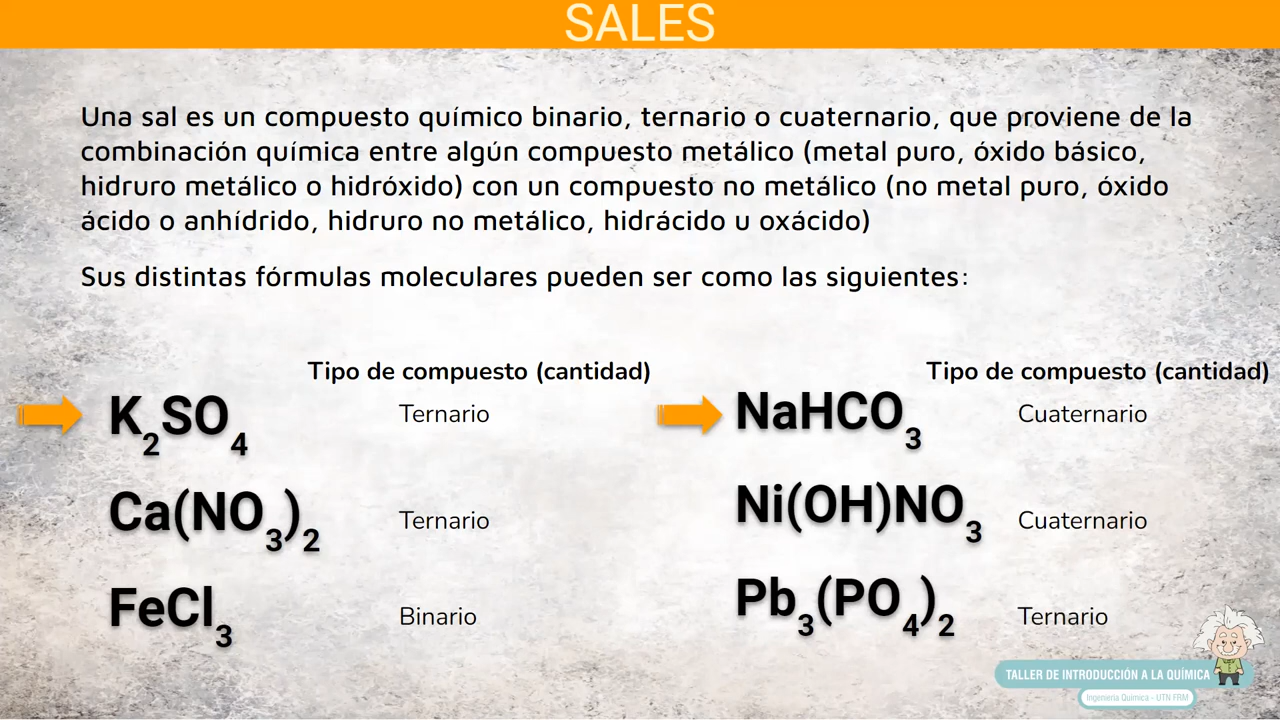 SALES
Una sal es un compuesto químico binario, ternario o cuaternario, que proviene de la
combinación química entre algún compuesto metálico (metal puro, óxido básico,
hidruro metálico o hidróxido) con un compuesto no metálico (no metal puro, óxido
ácido o anhídrido, hidruro no metálico, hidrácido u oxácido)
Sus distintas fórmulas moleculares pueden ser como las siguientes:
Tipo de compuesto (cantidad)
K₂SO₄ Ternario
Ca(NO₃)₂ Ternario
FeCl₃ Binario
Tipo de compuesto (cantidad)
NaHCO₃ Cuaternario
Ni(OH)NO₃ Cuaternario
Pb₃(PO₄)₂ Ternario
TALLER DE INTRODUCCIÓN A LA QUÍMICA
Ingeniería Química - UTN FRM